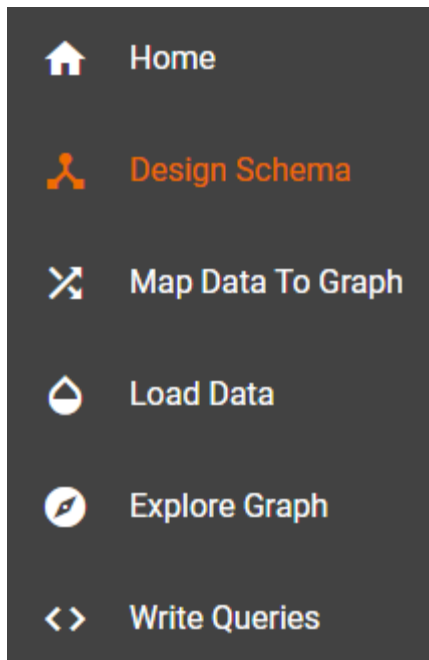 Home
Design Schema
Map Data To Graph
Load Data
Explore Graph
Write Queries